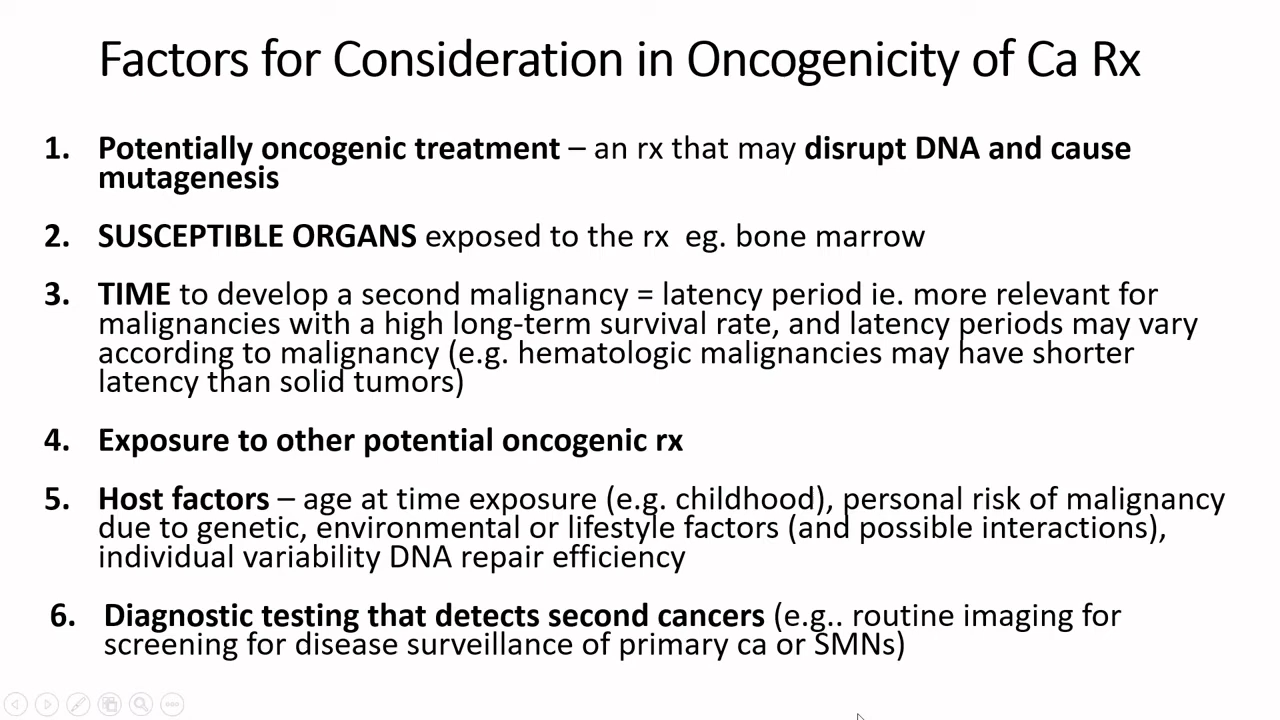 Factors for Consideration in Oncogenicity of Ca Rx
1. Potentially oncogenic treatment – an rx that may disrupt DNA and cause
mutagenesis
2. SUSCEPTIBLE ORGANS exposed to the rx  eg. bone marrow
3. TIME to develop a second malignancy = latency period ie. more relevant for
malignancies with a high long-term survival rate, and latency periods may vary
according to malignancy (e.g. hematologic malignancies may have shorter
latency than solid tumors)
4. Exposure to other potential oncogenic rx
5. Host factors – age at time exposure (e.g. childhood), personal risk of malignancy
due to genetic, environmental or lifestyle factors (and possible interactions),
individual variability DNA repair efficiency
6. Diagnostic testing that detects second cancers (e.g.. routine imaging for
screening for disease surveillance of primary ca or SMNs)